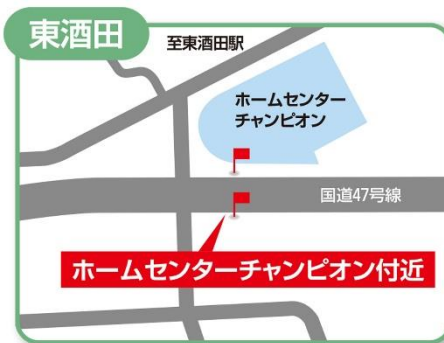 東酒田
至東酒田駅
ホームセンター
チャンピオン
国道47号線
ホームセンターチャンピオン付近